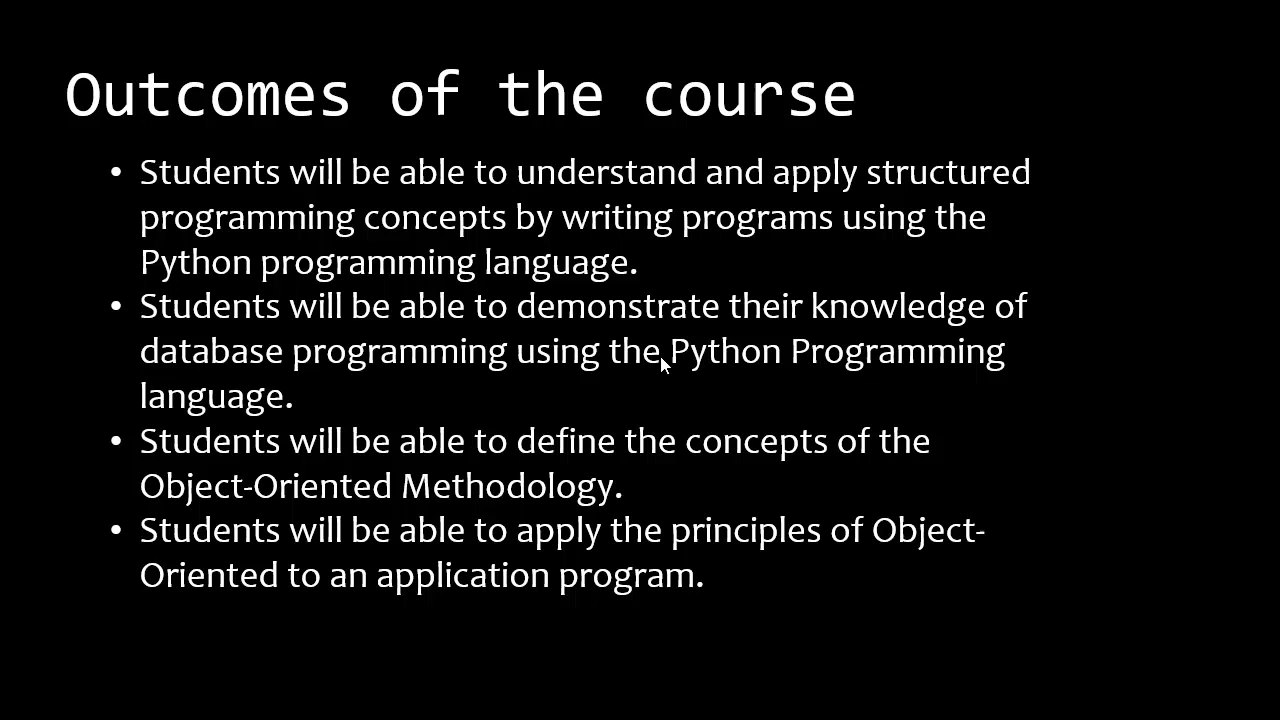 Outcomes of the course
• Students will be able to understand and apply structured
programming concepts by writing programs using the
Python programming language.
• Students will be able to demonstrate their knowledge of
database programming using the Python Programming
language.
• Students will be able to define the concepts of the
Object-Oriented Methodology.
• Students will be able to apply the principles of Object-
Oriented to an application program.